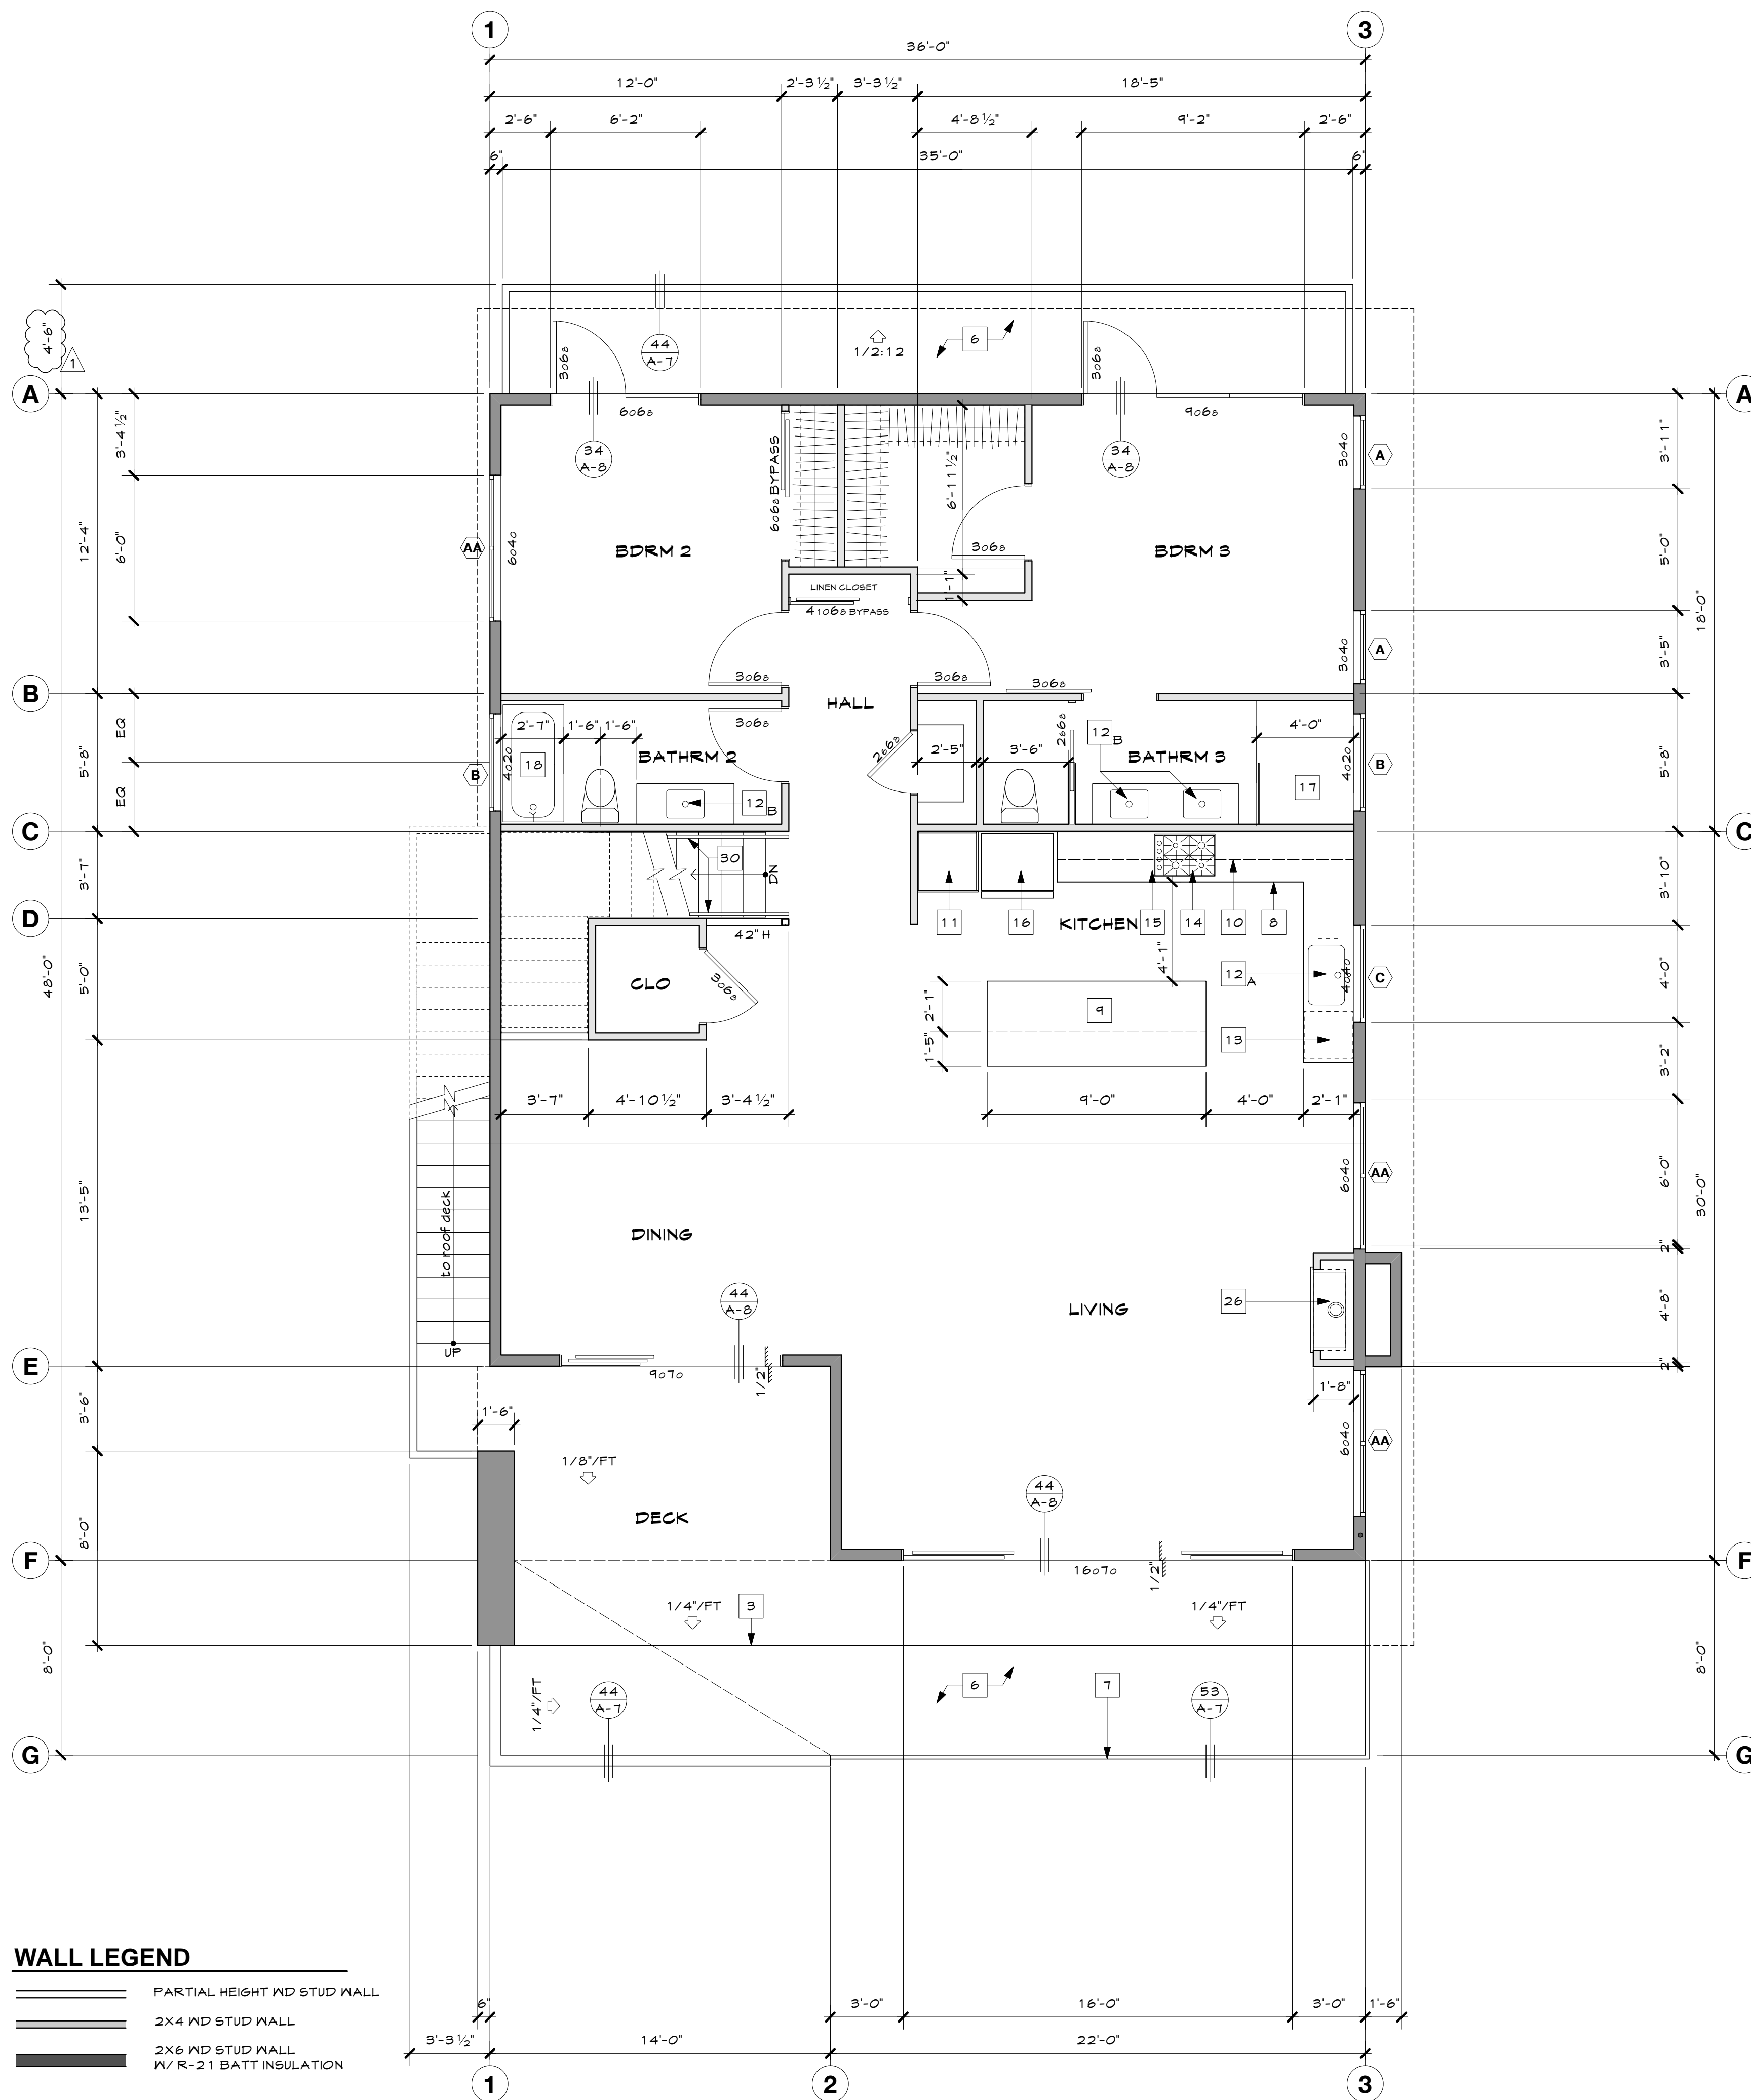 1
3
36'-0"
12'-0"
2'-3 ½"
3'-3 ½"
18'-5"
2'-6"
6'-2"
4'-8 ½"
9'-2"
2'-6"
6"
35'-0"
6"
4'-6"
1
44
A-7
1/2:12
6
3068
3068
A
A
6068
9068
34
A-8
34
A-8
3'-4 ½"
12'-4"
6'-0"
48'-0"
6068 BYPASS
6'-11 ½"
3040
A
3'-11"
AA
6040
BDRM 2
3068
BDRM 3
5'-0"
18'-0"
LINEN CLOSET
41068 BYPASS
1'-1"
3040
A
3'-5"
3068
3068
3068
B
HALL
3068
EQ
5'-8"
EQ
2'-7"
1'-6"
1'-6"
BATHRM 2
B
4020
18
12
B
2668
2'-5"
3'-6"
2668
12
B
BATHRM 3
4'-0"
17
4020
B
5'-8"
C
C
3'-7"
30
DN
3'-10"
D
42" H
11
16
KITCHEN
15
14
10
8
4'-1"
5'-0"
CLO
3068
12
A
4040
C
4'-0"
2'-1"
9
1'-5"
13
3'-2"
3'-7"
4'-10 ½"
3'-4 ½"
9'-0"
4'-0"
2'-1"
13'-5"
to roof deck
UP
DINING
6040
AA
6'-0"
30'-0"
2"
LIVING
26
4'-8"
2"
44
A-8
E
9070
1/2"
1'-8"
3'-6"
1'-6"
6040
AA
1/8"/FT
44
A-8
DECK
8'-0"
F
F
16070
1/2"
1/4"/FT
3
1/4"/FT
8'-0"
8'-0"
1/4"/FT
44
A-7
6
7
53
A-7
G
G
WALL LEGEND
PARTIAL HEIGHT WD STUD WALL
2X4 WD STUD WALL
2X6 WD STUD WALL
W/ R-21 BATT INSULATION
6"
3'-0"
16'-0"
3'-0"
1'-6"
3'-3 ½"
14'-0"
22'-0"
1
2
3